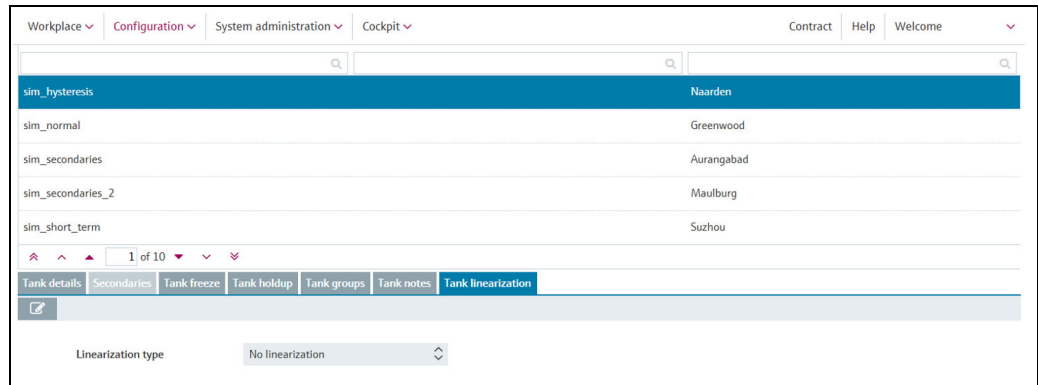 Workplace Configuration System administration Cockpit Contract Help Welcome
sim_hysteresis Naarden
sim_normal Greenwood
sim_secondaries Aurangabad
sim_secondaries_2 Maulburg
sim_short_term Suzhou
1 of 10
Tank details Secondaries Tank freeze Tank holdup Tank groups Tank notes Tank linearization
Linearization type No linearization